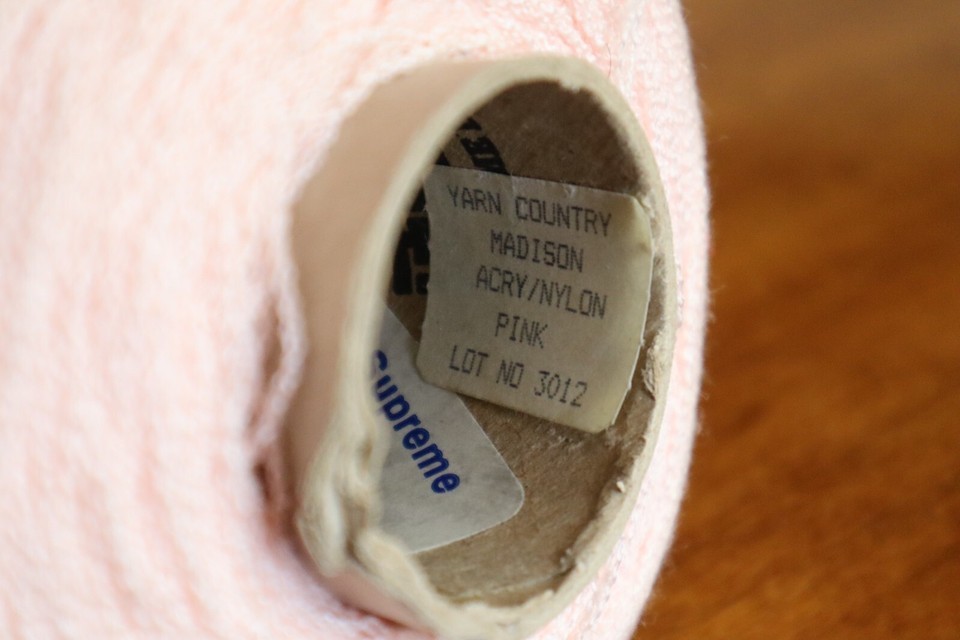 YARN COUNTRY
MADISON
ACRY/NYLON
PINK
LOT NO 3012
Supreme